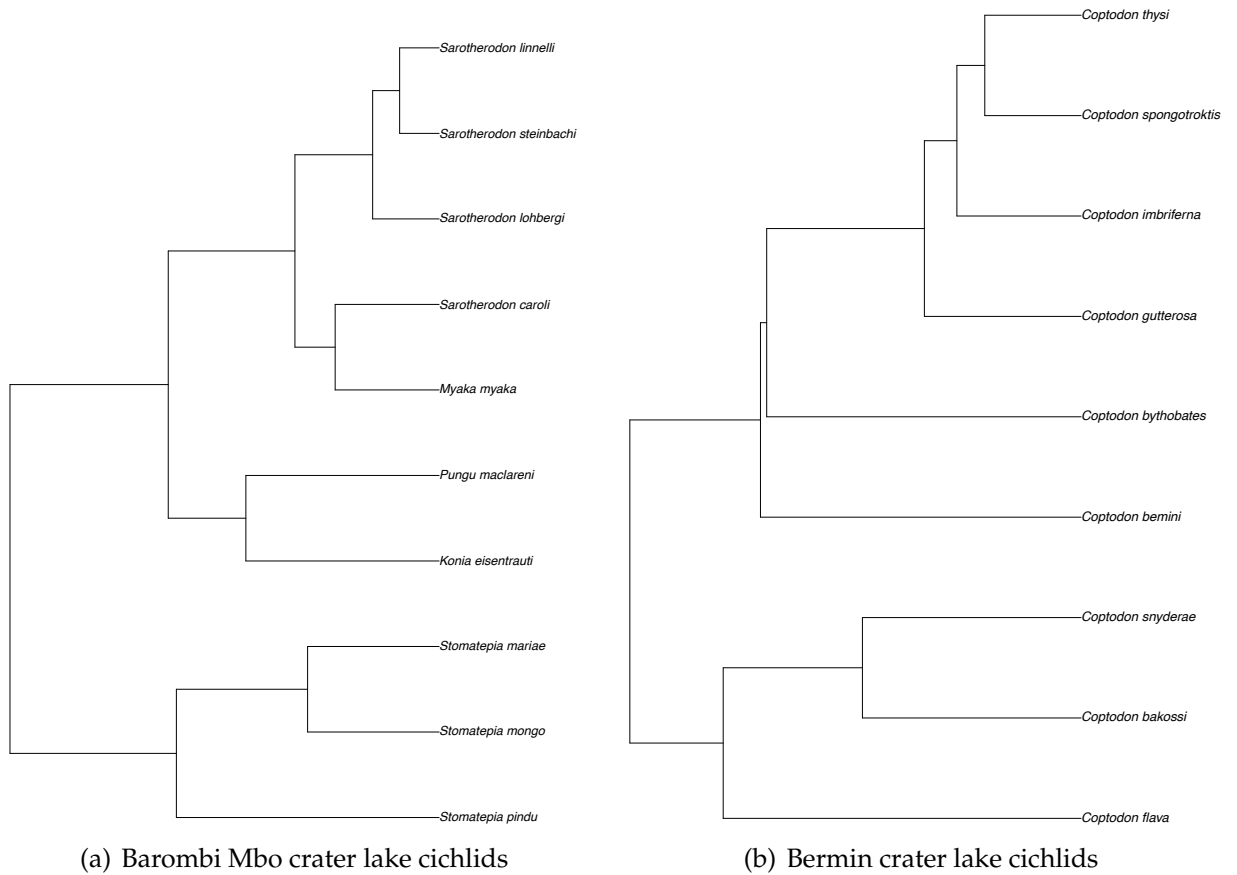 Sarotherodon linnelli
Sarotherodon steinbachi
Sarotherodon lohbergi
Sarotherodon caroli
Myaka myaka
Pungu maclareni
Konia eisentrauti
Stomatepia mariae
Stomatepia mongo
Stomatepia pindu
(a) Barombi Mbo crater lake cichlids
Coptodon thysi
Coptodon spongotroktis
Coptodon imbriferna
Coptodon gutterosa
Coptodon bythobates
Coptodon bemini
Coptodon snyderae
Coptodon bakossi
Coptodon flava
(b) Bermin crater lake cichlids